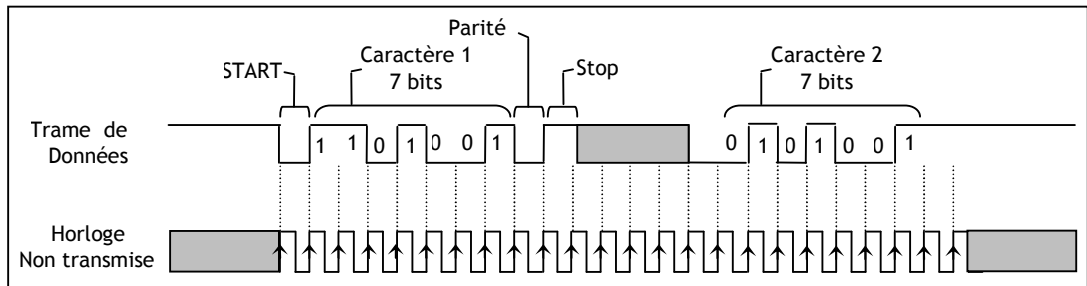 Parité
START
Caractère 1
7 bits
Stop
Caractère 2
7 bits
Trame de
Données
1 1 0 1 0 0 1
0 1 0 1 0 0 1
Horloge
Non transmise